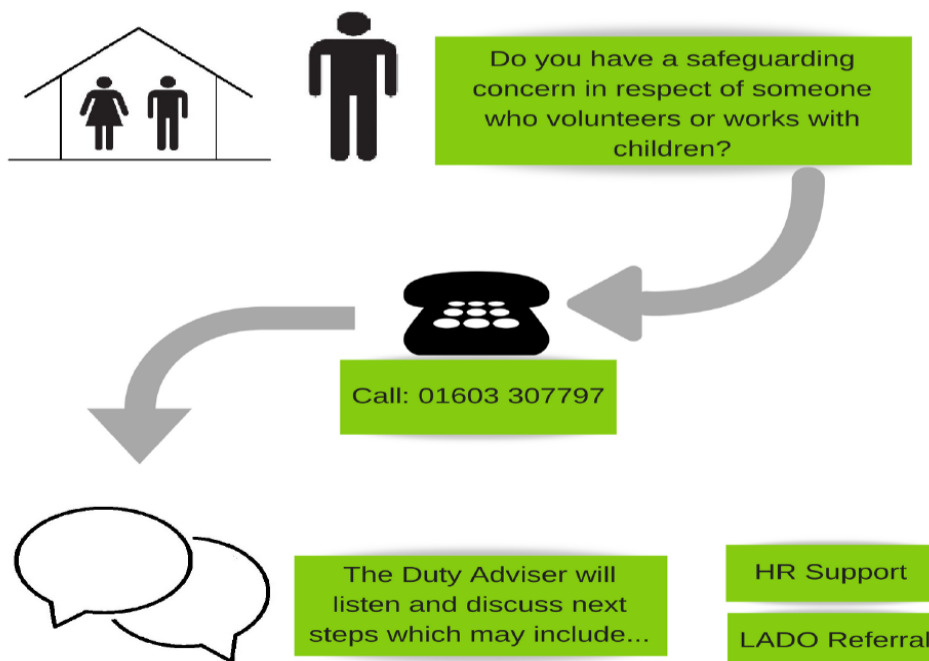 Do you have a safeguarding
concern in respect of someone
who volunteers or works with
children?
Call: 01603 307797
The Duty Adviser will
listen and discuss next
steps which may include...
HR Support
LADO Referral